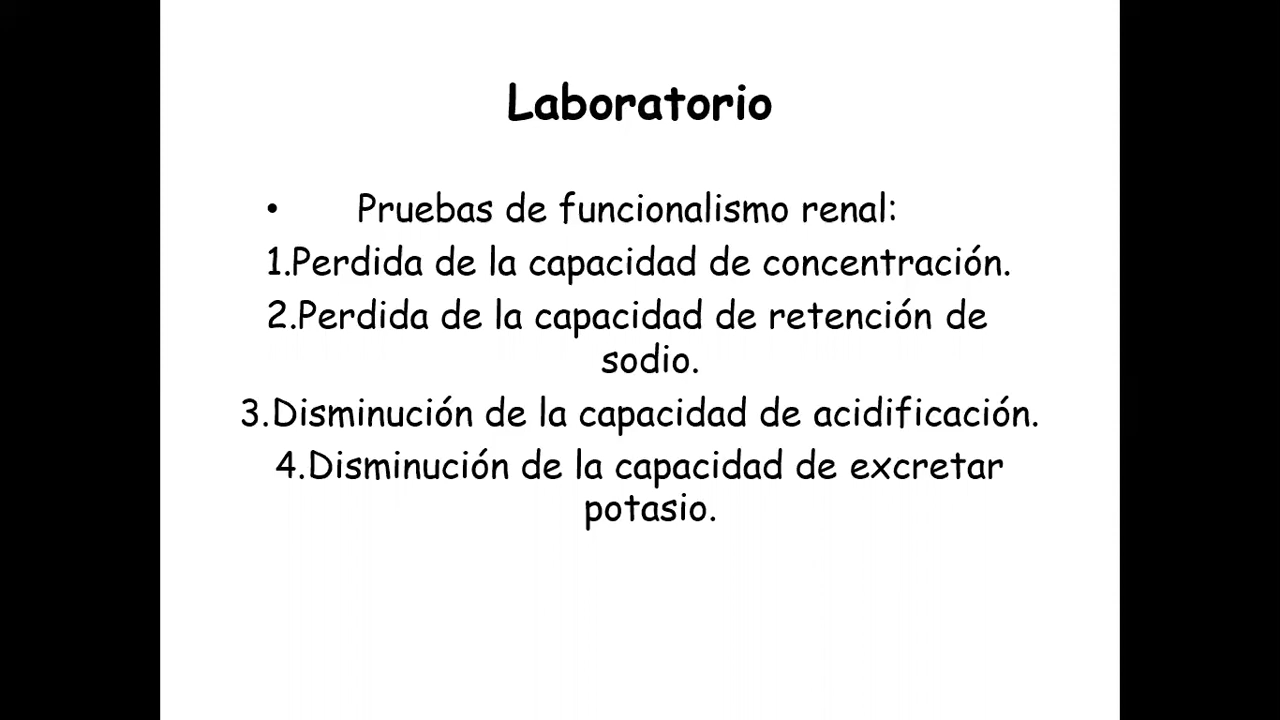 Laboratorio
• Pruebas de funcionalismo renal:
1.Perdida de la capacidad de concentración.
2.Perdida de la capacidad de retención de
sodio.
3.Disminución de la capacidad de acidificación.
4.Disminución de la capacidad de excretar
potasio.